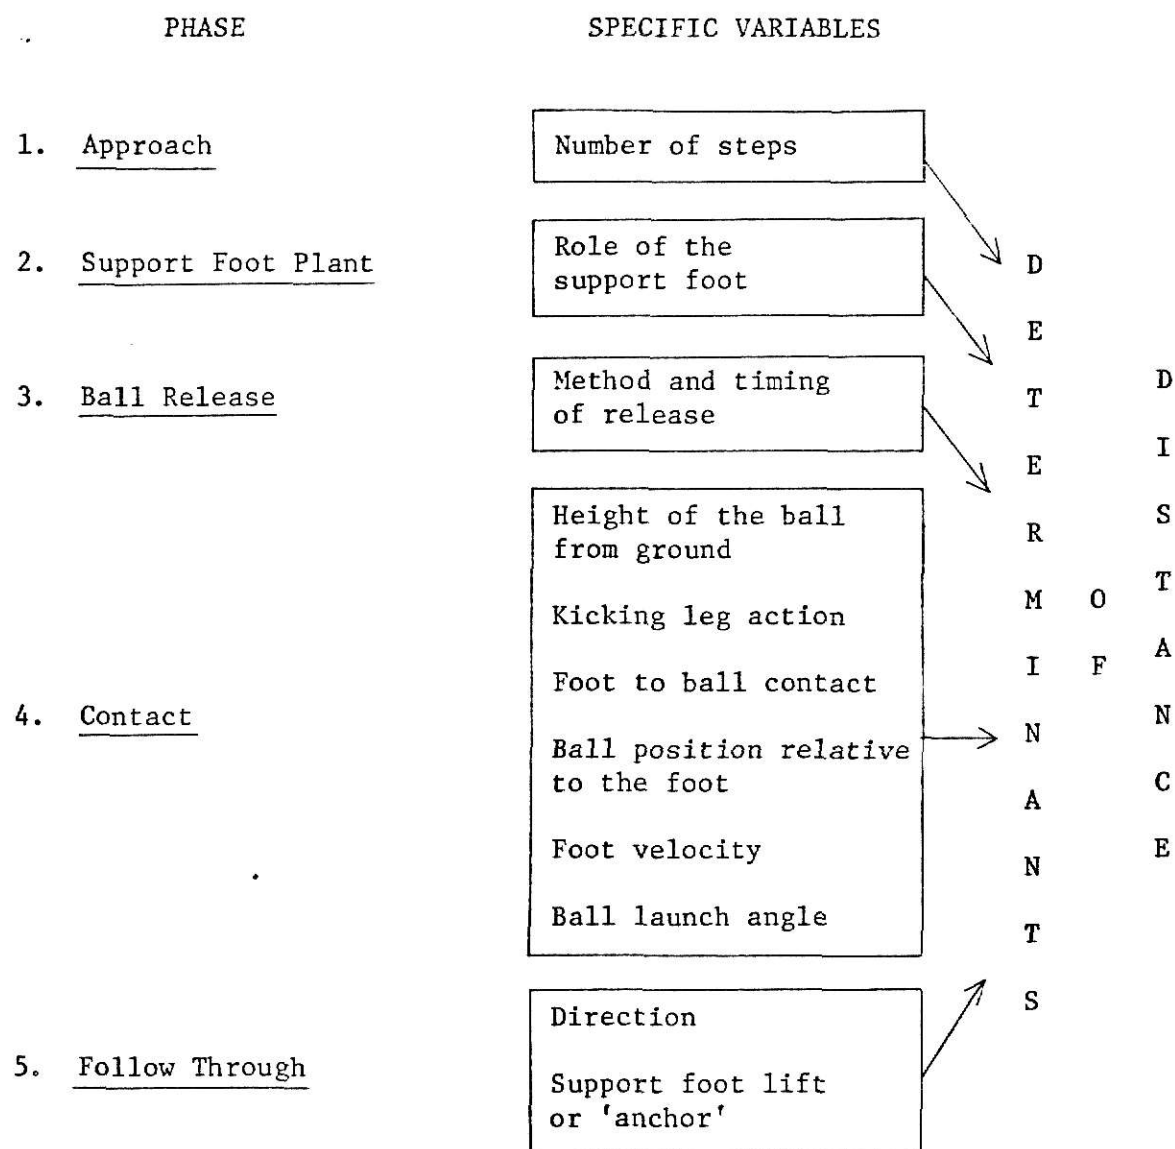 PHASE SPECIFIC VARIABLES
1. Approach
Number of steps
2. Support Foot Plant
Role of the
support foot
3. Ball Release
Method and timing
of release
4. Contact
Height of the ball
from ground
Kicking leg action
Foot to ball contact
Ball position relative
to the foot
Foot velocity
Ball launch angle
5. Follow Through
Direction
Support foot lift
or 'anchor'
DETERMINANTS
OF
DISTANCE